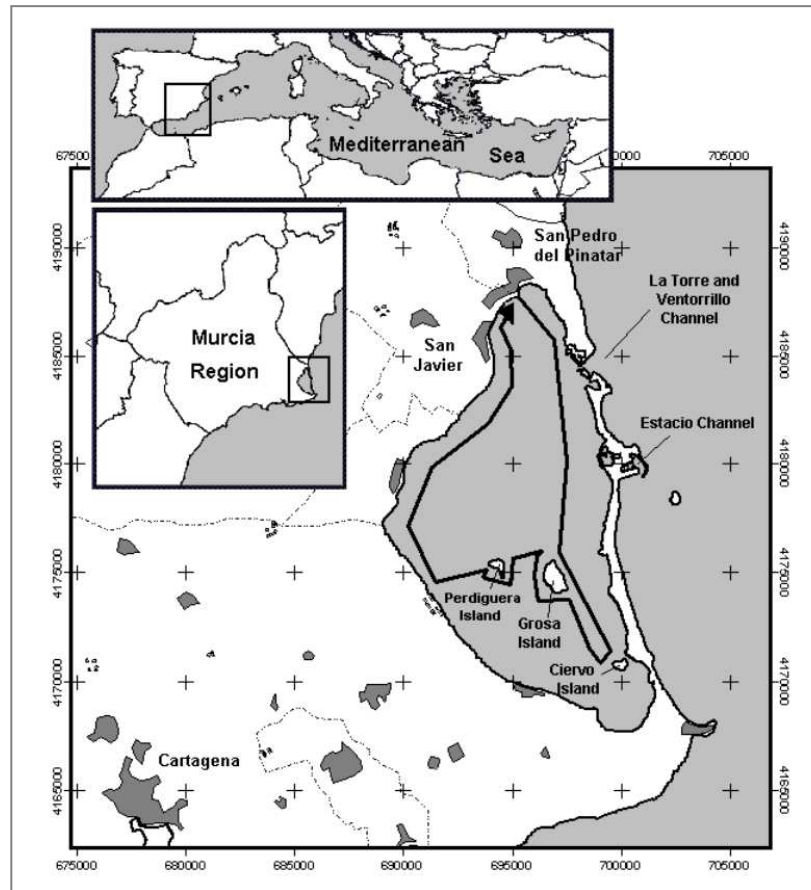 Mediterranean
Sea
67500
700000
705000
Murcia
Region
San Pedro
del Pinatar
La Torre and
Ventorrillo
Channel
San
Javier
Estacio Channel
Perdiguera
Island
Grosa
Island
Ciervo
Island
Cartagena
4190000
4185000
4180000
4175000
4170000
4165000
4190000
4185000
4180000
4175000
4170000
4165000
675000
680000
685000
690000
695000
700000
705000